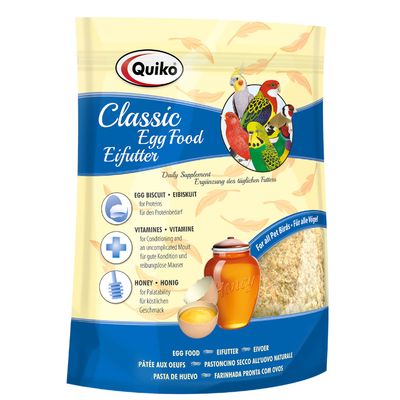 Quiko®
Classic
Egg Food
Eifutter
Daily Supplement
Ergänzung des täglichen Futters
EGG BISCUIT • EIBISKUIT
for Proteins
für den Proteinbedarf
VITAMINES • VITAMINE
for Conditioning and
an uncomplicated Moult
für gute Kondition und
reibungslose Mauser
HONEY • HONIG
for Palatability
für köstlichen
Geschmack
For all Pet Birds • Für alle Vögel
Honey
EGG FOOD EIFUTTER EIVOER
PÂTÉE AUX OEUFS PASTONCINO SECCO ALL'UOVO NATURALE
PASTA DE HUEVO FARINHADA PRONTA COM OVOS